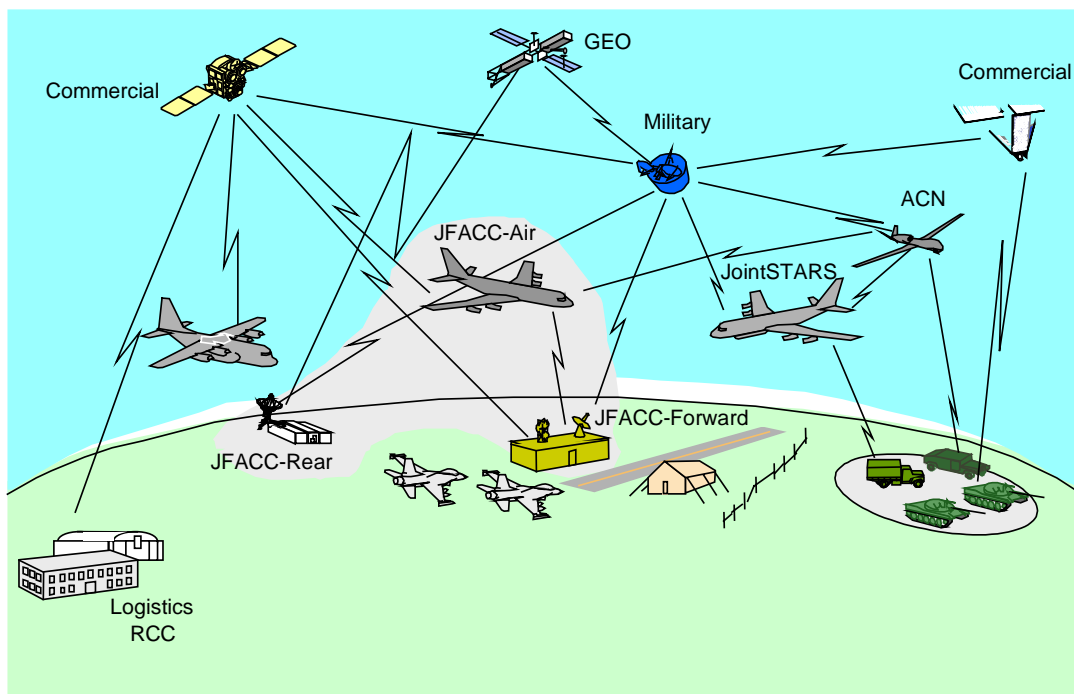 GEO
Commercial
Commercial
Military
ACN
JFACC-Air
JointSTARS
JFACC-Forward
JFACC-Rear
Logistics
RCC